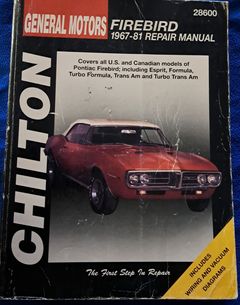 28600
GENERAL MOTORS
FIREBIRD
1967-81 REPAIR MANUAL
Covers all U.S. and Canadian models of
Pontiac Firebird; including Esprit, Formula,
Turbo Formula, Trans Am and Turbo Trans Am
CHILTON
INCLUDES
WIRING AND VACUUM
DIAGRAMS
The First Step In Repair